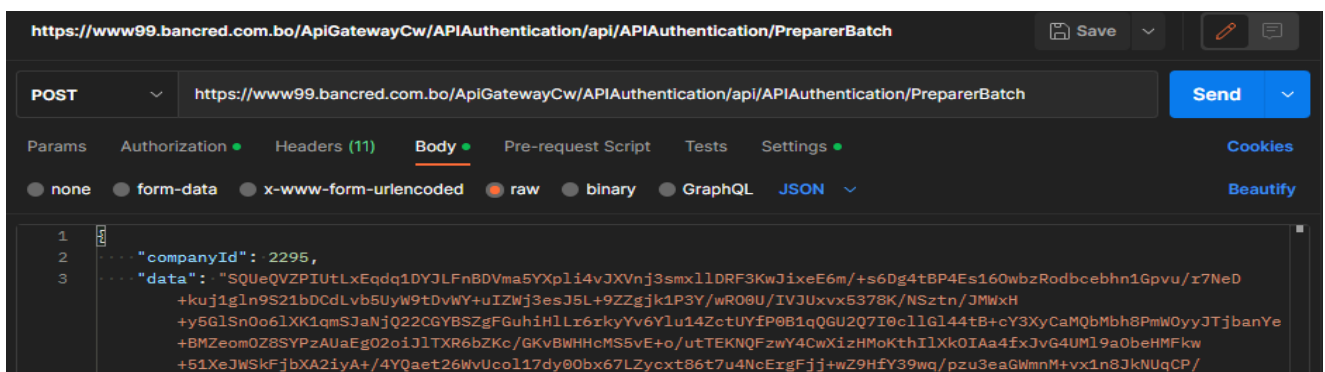 https://www99.bancred.com.bo/ApiGatewayCw/APIAuthentication/api/APIAuthentication/PreparerBatch Save
POST https://www99.bancred.com.bo/ApiGatewayCw/APIAuthentication/api/APIAuthentication/PreparerBatch Send
Params Authorization Headers (11) Body Pre-request Script Tests Settings Cookies
none form-data x-www-form-urlencoded raw binary GraphQL JSON Beautify
1 {
2 "companyId": 2295,
3 "data": "SQUeQVZPIUtLxEqdq1DYJLFnBDVma5YXpli4vJXVnj3smxllDRF3KwJixeE6m/+s6Dg4tBP4Es16OwbzRodbcebhn1Gpvu/r7NeD
+kuj1gln9S21bDCdLvb5UyW9tDvWY+uIZWj3esJ5L+9ZZgjk1P3Y/wRO0U/IVJUxvx5378K/NSztn/JMWxH
+y5GlSnOo6lXK1qmSJaNjQ22CGYBSZgFGuhiHlLr6rkyYv6Ylu14ZctUYfP0B1qQGU2Q7I0cllGl44tB+cY3XyCaMQbMbh8PmWOyyJTjbanYe
+BMZeomOZ8SYPzAUaEgO2oiJlTXR6bZKc/GKvBWHHcMS5vE+o/utTEKNQFzwY4CwXizHMoKthIlXkOIAa4fxJvG4UMl9aObeHMFkw
+51XeJWSkFjbXA2iyA+/4YQaet26WvUcol17dy0Obx67LZycxt86t7u4NcErgFjj+wZ9HfY39wq/pzu3eaGWmnM+vx1n8JkNUqCP/